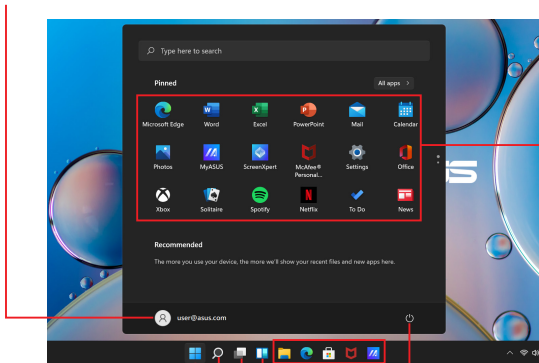 Type here to search
Pinned
All apps >
Microsoft Edge Word Excel PowerPoint Mail Calendar
Photos MyASUS ScreenXpert McAfee® Personal... Settings Office
Xbox Solitaire Spotify Netflix To Do News
Recommended
The more you use your device, the more we'll show your recent files and new apps here.
user@asus.com